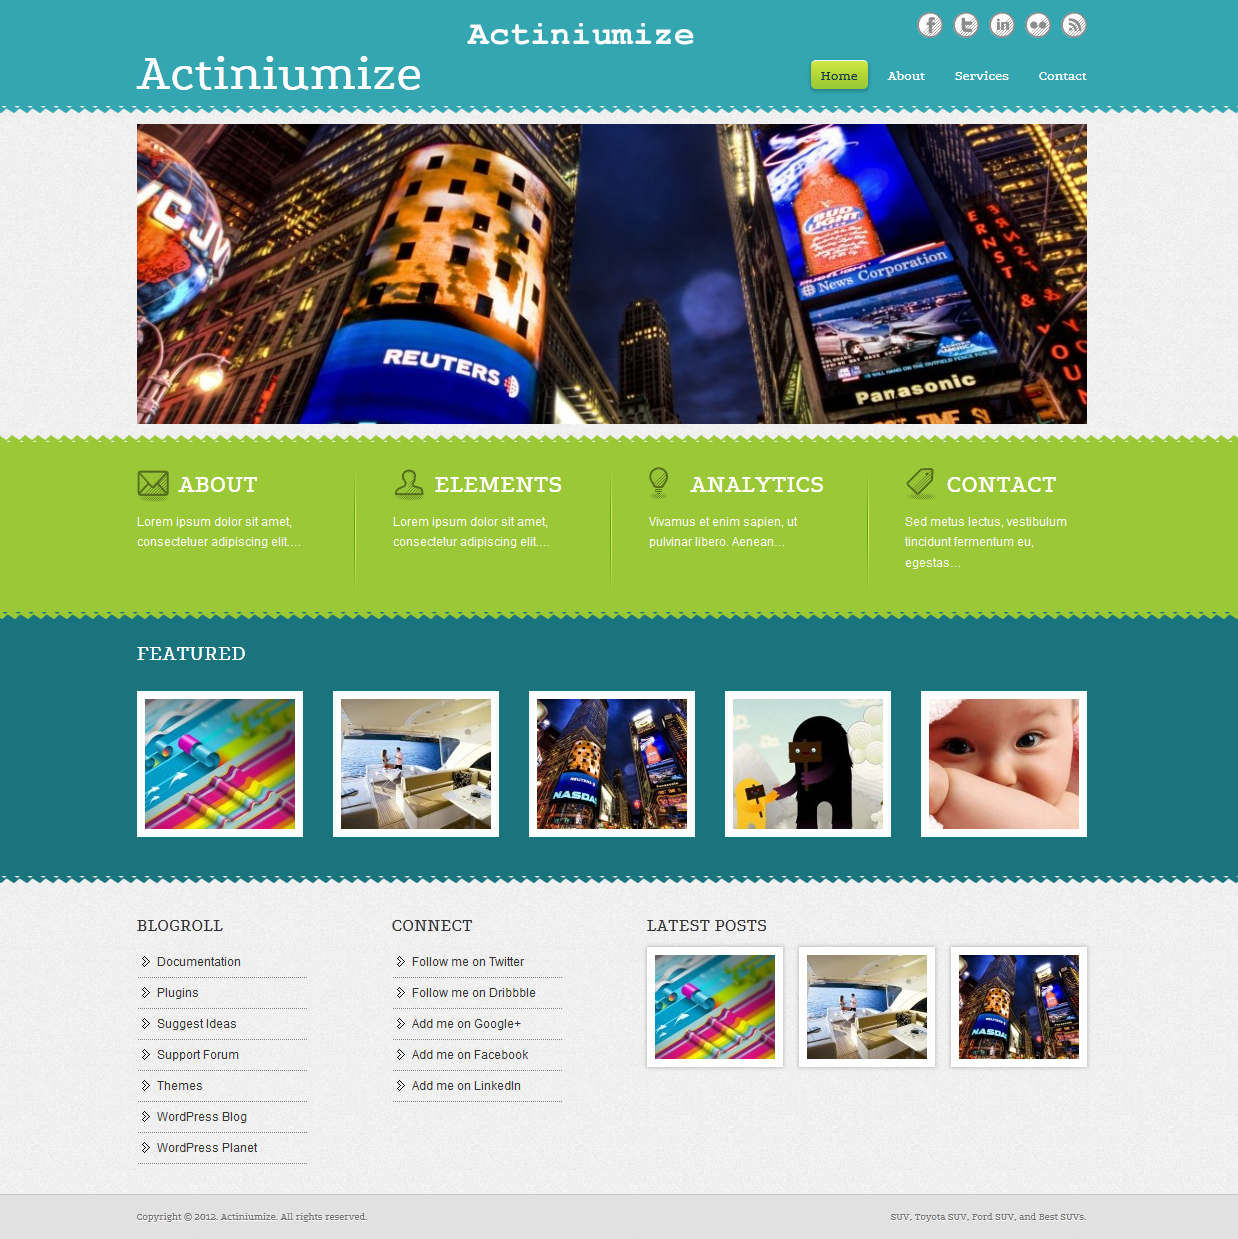 Actiniumize
Actiniumize
Home About Services Contact
REUTERS
BUD
LIGHT
News Corporation
Panasonic
ABOUT
Lorem ipsum dolor sit amet,
consectetuer adipiscing elit.…
ELEMENTS
Lorem ipsum dolor sit amet,
consectetur adipiscing elit.…
ANALYTICS
Vivamus et enim sapien, ut
pulvinar libero. Aenean…
CONTACT
Sed metus lectus, vestibulum
tincidunt fermentum eu,
egestas…
FEATURED
REUTERS
NASDA
BLOGROLL
Documentation
Plugins
Suggest Ideas
Support Forum
Themes
WordPress Blog
WordPress Planet
CONNECT
Follow me on Twitter
Follow me on Dribbble
Add me on Google+
Add me on Facebook
Add me on LinkedIn
LATEST POSTS
NASDA
Copyright © 2012. Actiniumize. All rights reserved.
SUV, Toyota SUV, Ford SUV, and Best SUVs.